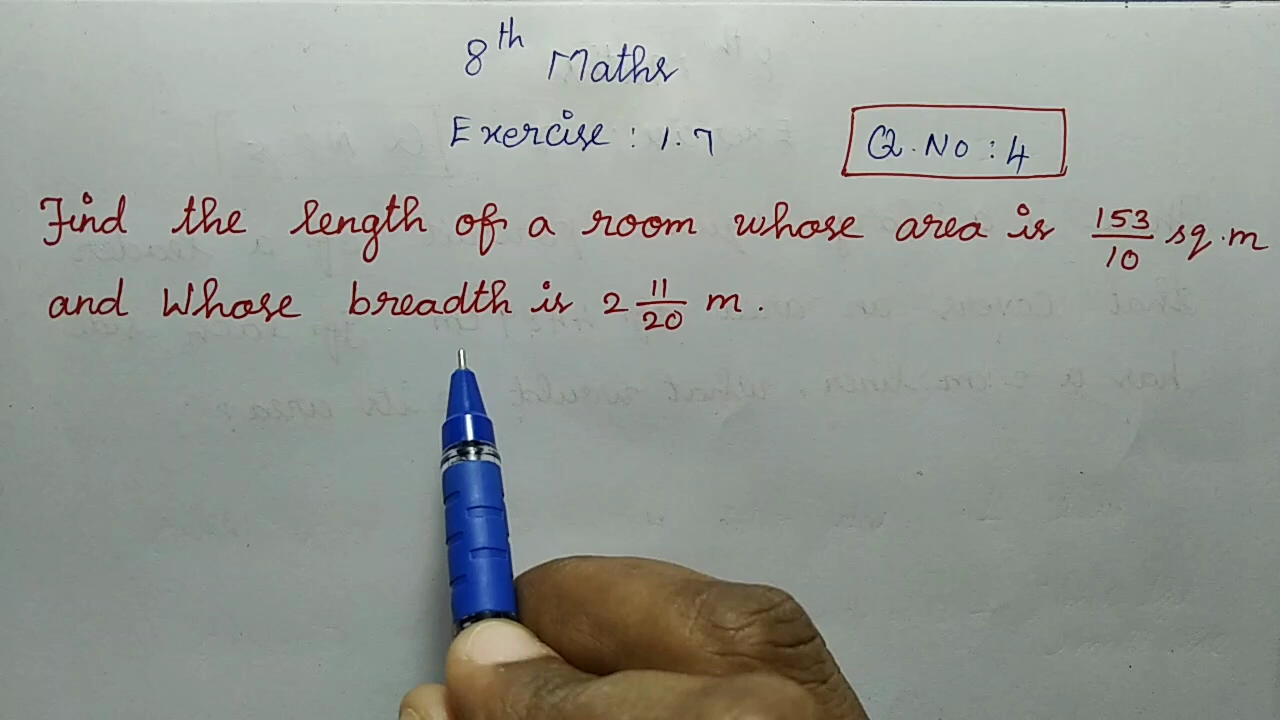 8th Maths
Exercise : 1.7
Q.No : 4
Find the length of a room whose area is 153/10 sq.m
and whose breadth is 2 11/20 m.